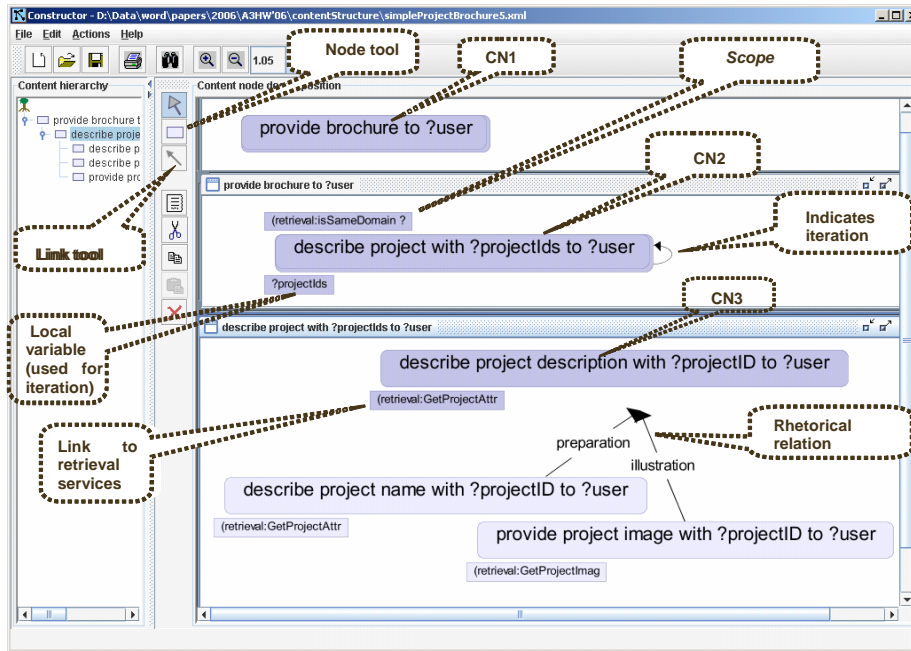 Constructor - D:\Data\word\papers\2006\A3HW'06\contentStructure\simpleProjectBrochure5.xml
File Edit Actions Help
1.05
Node tool
CN1
Scope
Content hierarchy
Content node de position
provide brochure t
describe proje
describe p
describe p
provide pro
provide brochure to ?user
CN2
provide brochure to ?user
(retrieval:isSameDomain ?
Indicates
iteration
describe project with ?projectIds to ?user
Link tool
?projectIds
CN3
describe project with ?projectIds to ?user
Local
variable
(used for
iteration)
describe project description with ?projectID to ?user
(retrieval:GetProjectAttr
Link to
retrieval
services
Rhetorical
relation
preparation
illustration
describe project name with ?projectID to ?user
(retrieval:GetProjectAttr
provide project image with ?projectID to ?user
(retrieval:GetProjectImag